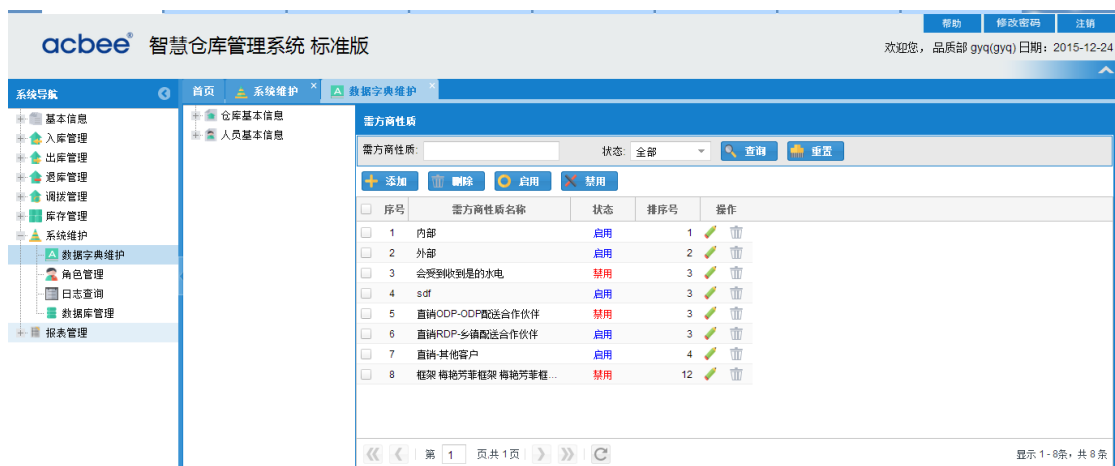 帮助 修改密码 注销
acbee® 智慧仓库管理系统 标准版
欢迎您， 品质部 gyq(gyq) 日期：2015-12-24
系统导航
基本信息
入库管理
出库管理
退库管理
调拨管理
库存管理
系统维护
数据字典维护
角色管理
日志查询
数据库管理
报表管理
首页 系统维护 数据字典维护
仓库基本信息
人员基本信息
需方商性质
需方商性质: 状态: 全部 查询 重置
添加 删除 启用 禁用
序号 需方商性质名称 状态 排序号 操作
1 内部 启用 1
2 外部 启用 2
3 会受到收到是的水电 禁用 3
4 sdf 启用 3
5 直销ODP-ODP配送合作伙伴 禁用 3
6 直销RDP-乡镇配送合作伙伴 启用 3
7 直销-其他客户 启用 4
8 框架 梅艳芳菲框架 梅艳芳菲框... 禁用 12
第 1 页,共 1页
显示 1 - 8条，共 8 条